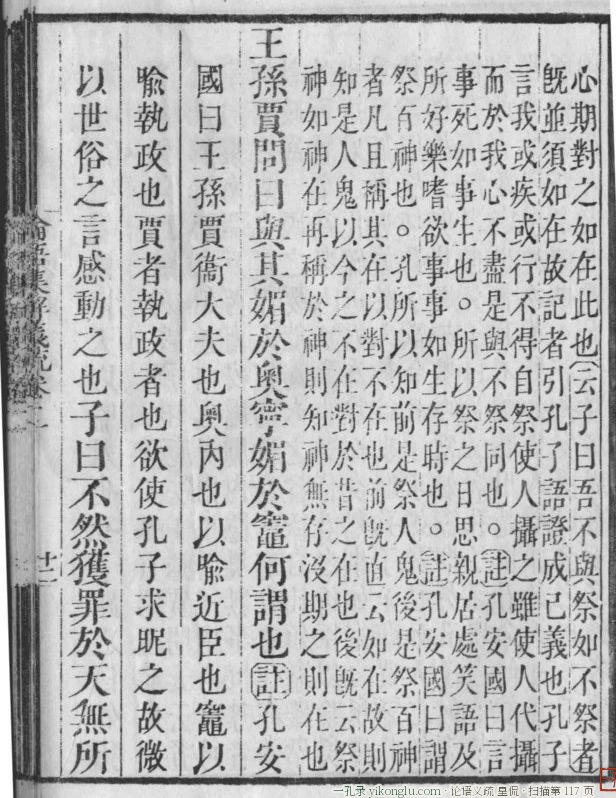 心期對之如在此也云子曰吾不與祭如不祭者
既並須如在故記者引孔子語證成己義也孔子
言我或疾或行不得自祭使人攝之雖使人代攝
而於我心不盡是與不祭同也。註孔安國曰言
事死如事生也。所以祭之日思親居處笑語及
所好樂嗜欲事事如生存時也。註孔安國曰謂
祭百神也。孔所以知前是祭人鬼後是祭百神
者凡且稱其在以對不在也前既直云如在故則
知是人鬼以今之不在對於昔之在也後既云祭
神如神在再稱於神則知神無存沒期之則在也
王孫賈問曰與其媚於奧寧媚於竈何謂也註孔安
國曰王孫賈衞大夫也奧內也以喻近臣也竈以
喻執政也賈者執政者也欲使孔子求昵之故微
以世俗之言感動之也子曰不然獲罪於天無所
論語集解義疏卷二
十二
一孔录 yikonglu.com · 论语义疏 皇侃 · 扫描第 117 页